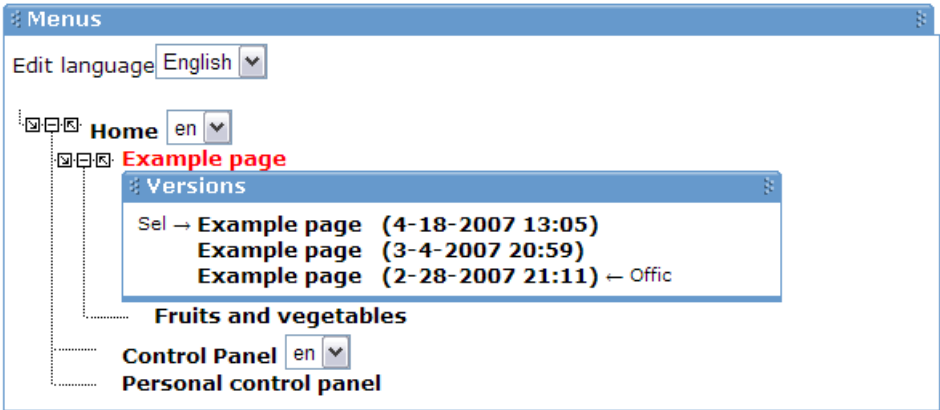 Menus
Edit language English
Home en
Example page
Versions
Sel → Example page (4-18-2007 13:05)
Example page (3-4-2007 20:59)
Example page (2-28-2007 21:11) ← Offic
Fruits and vegetables
Control Panel en
Personal control panel